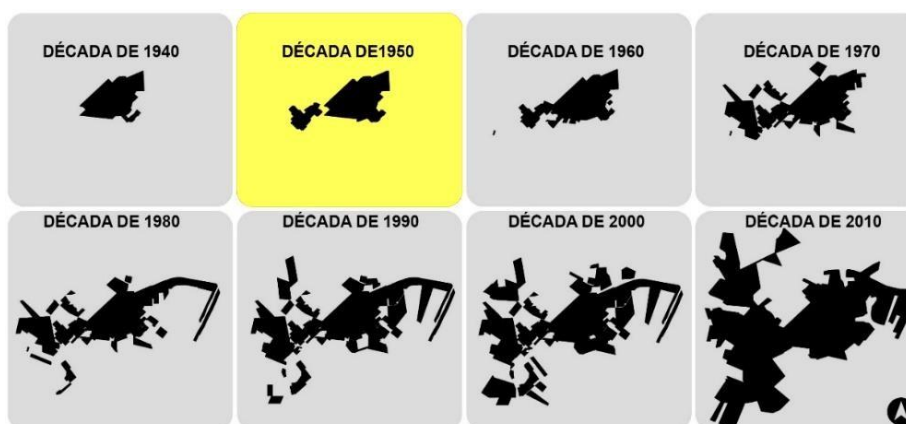 DÉCADA DE 1940
DÉCADA DE1950
DÉCADA DE 1960
DÉCADA DE 1970
DÉCADA DE 1980
DÉCADA DE 1990
DÉCADA DE 2000
DÉCADA DE 2010